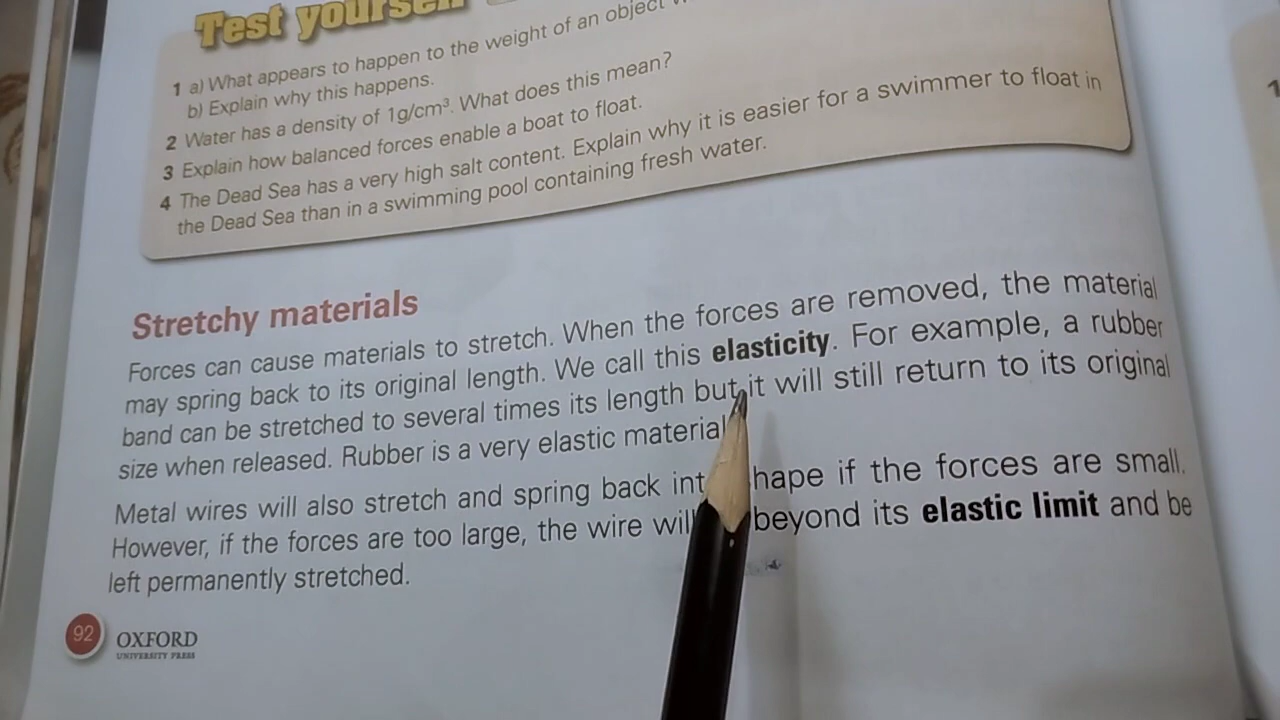 Test yourself
1 a) What appears to happen to the weight of an object
b) Explain why this happens.
2 Water has a density of 1g/cm³. What does this mean?
3 Explain how balanced forces enable a boat to float.
4 The Dead Sea has a very high salt content. Explain why it is easier for a swimmer to float in
the Dead Sea than in a swimming pool containing fresh water.
Stretchy materials
Forces can cause materials to stretch. When the forces are removed, the material
may spring back to its original length. We call this elasticity. For example, a rubber
band can be stretched to several times its length but it will still return to its original
size when released. Rubber is a very elastic material
Metal wires will also stretch and spring back int hape if the forces are small.
However, if the forces are too large, the wire will beyond its elastic limit and be
left permanently stretched.
92 OXFORD
UNIVERSITY PRESS
1